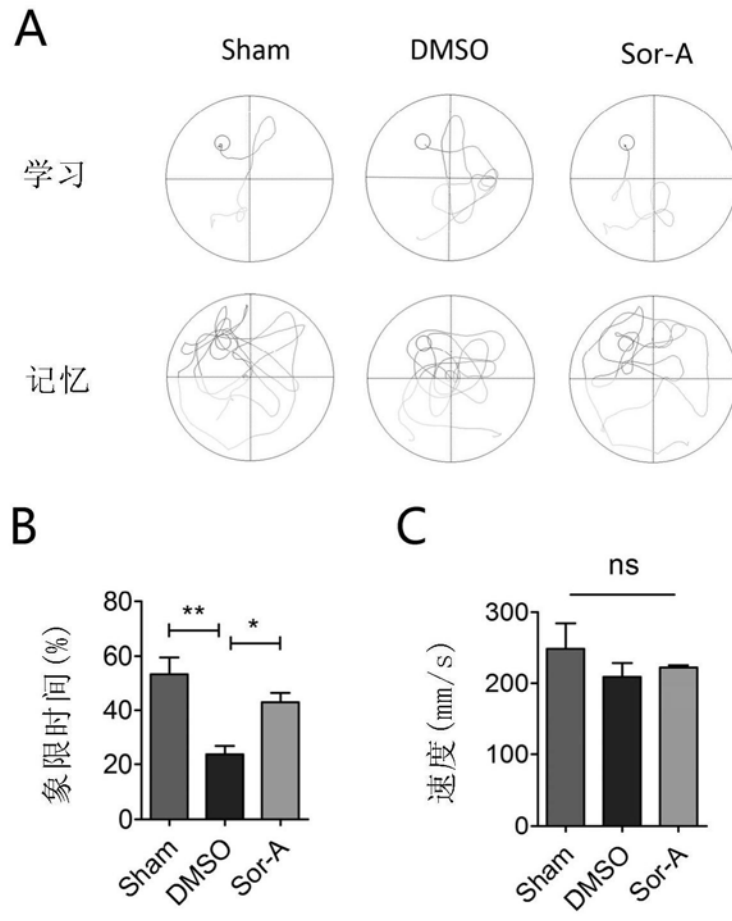 A
Sham DMSO Sor-A
学习
记忆
B
象限时间(%)
80
60
40
20
0
** *
Sham DMSO Sor-A
C
速度(mm/s)
300
200
100
0
ns
Sham DMSO Sor-A